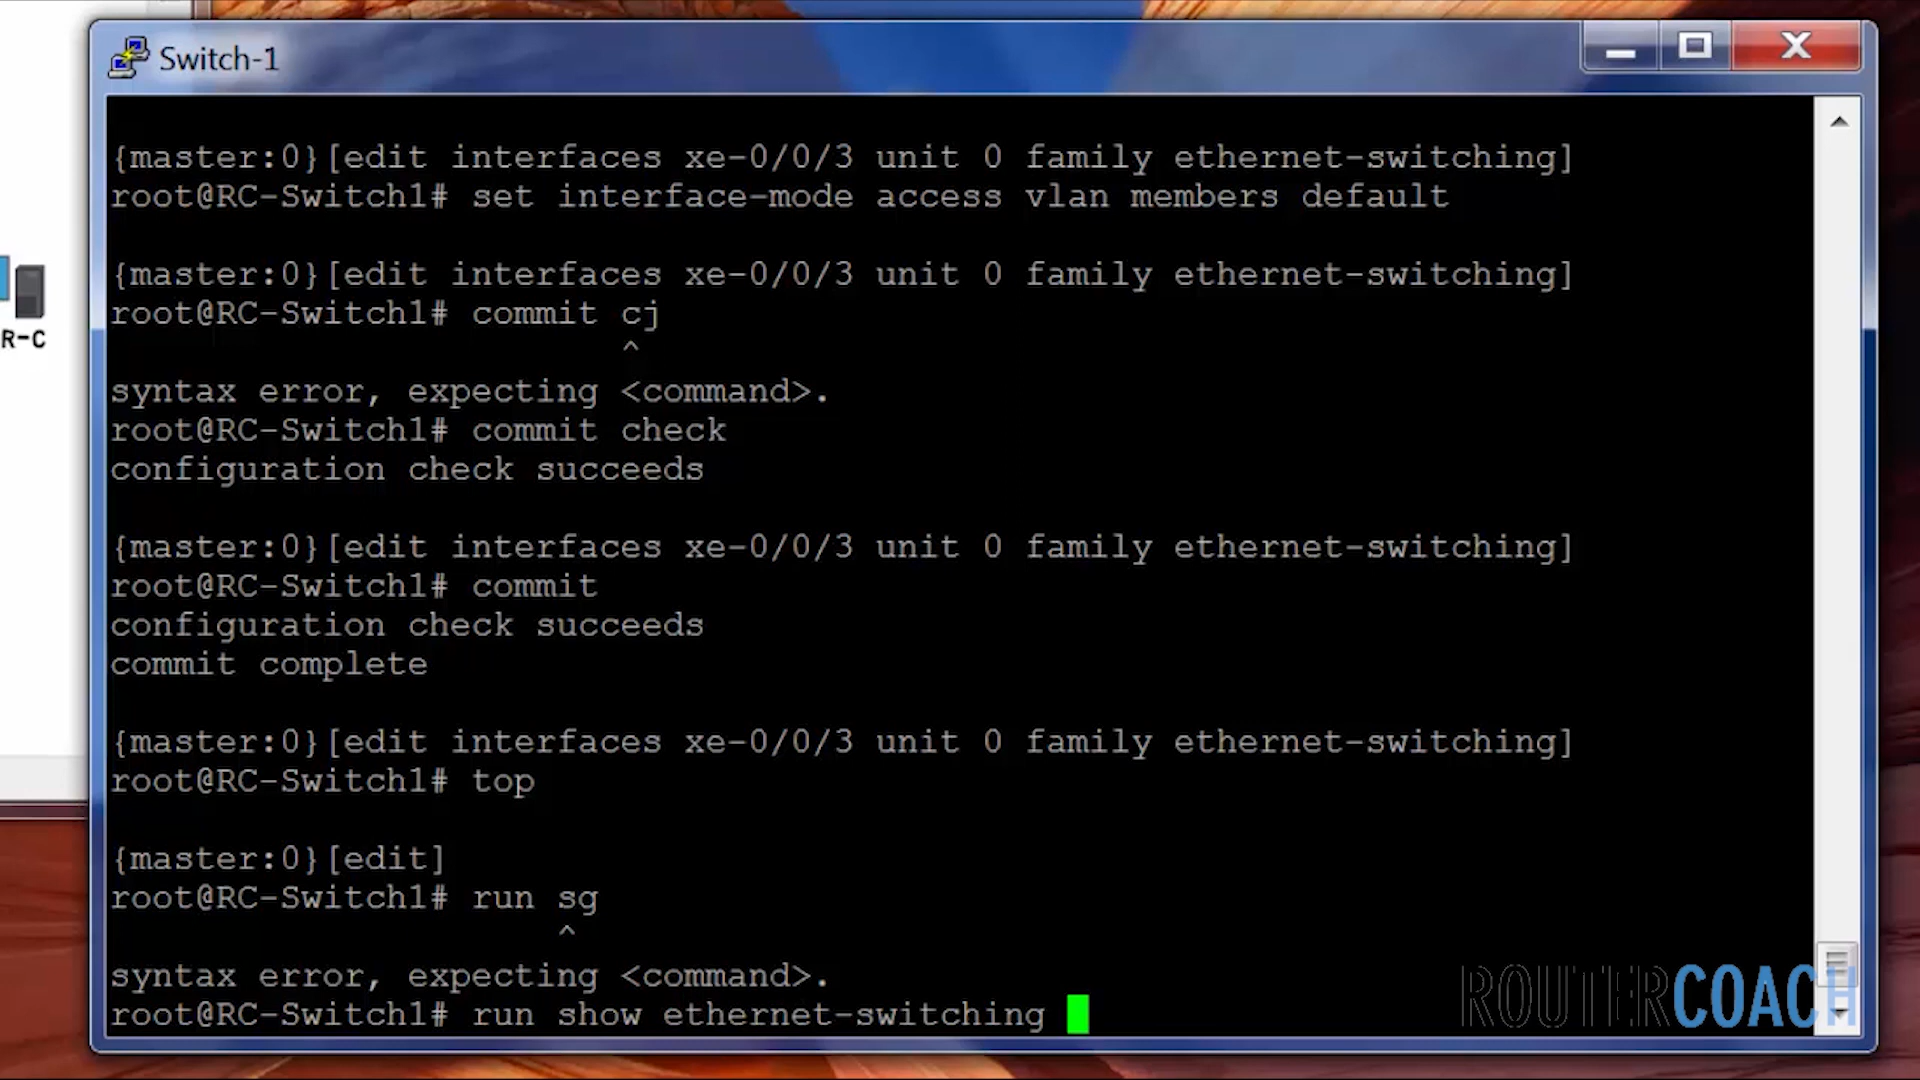 Switch-1
{master:0}[edit interfaces xe-0/0/3 unit 0 family ethernet-switching]
root@RC-Switch1# set interface-mode access vlan members default
{master:0}[edit interfaces xe-0/0/3 unit 0 family ethernet-switching]
R-C
root@RC-Switch1# commit cj
^
syntax error, expecting <command>.
root@RC-Switch1# commit check
configuration check succeeds
{master:0}[edit interfaces xe-0/0/3 unit 0 family ethernet-switching]
root@RC-Switch1# commit
configuration check succeeds
commit complete
{master:0}[edit interfaces xe-0/0/3 unit 0 family ethernet-switching]
root@RC-Switch1# top
{master:0}[edit]
root@RC-Switch1# run sg
^
syntax error, expecting <command>.
root@RC-Switch1# run show ethernet-switching
ROUTERCOACH